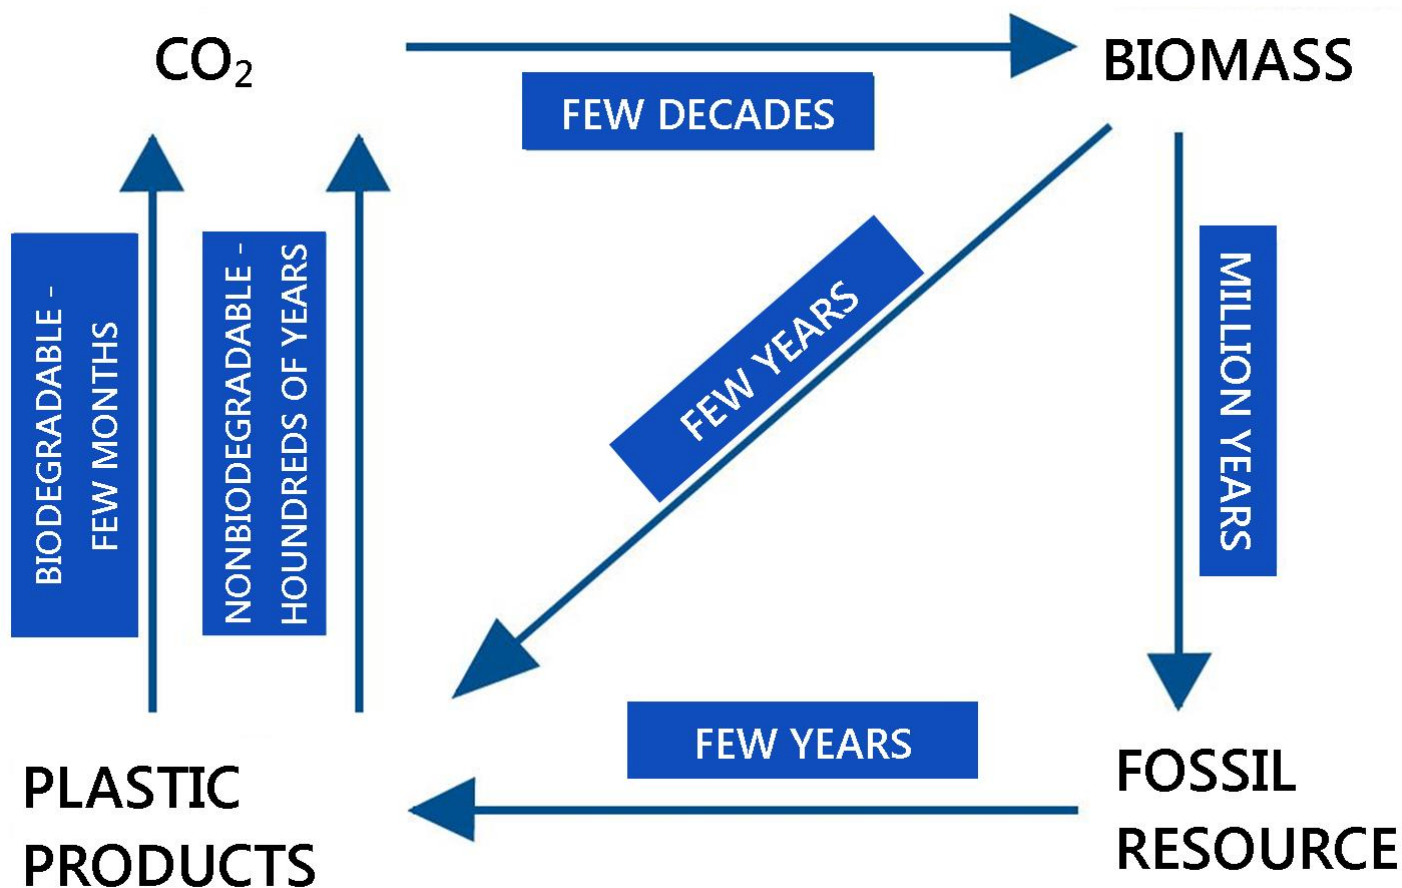 CO₂
BIOMASS
FEW DECADES
BIODEGRADABLE -
FEW MONTHS
NONBIODEGRADABLE -
HOUNDREDS OF YEARS
FEW YEARS
MILLION YEARS
FEW YEARS
PLASTIC
PRODUCTS
FOSSIL
RESOURCE